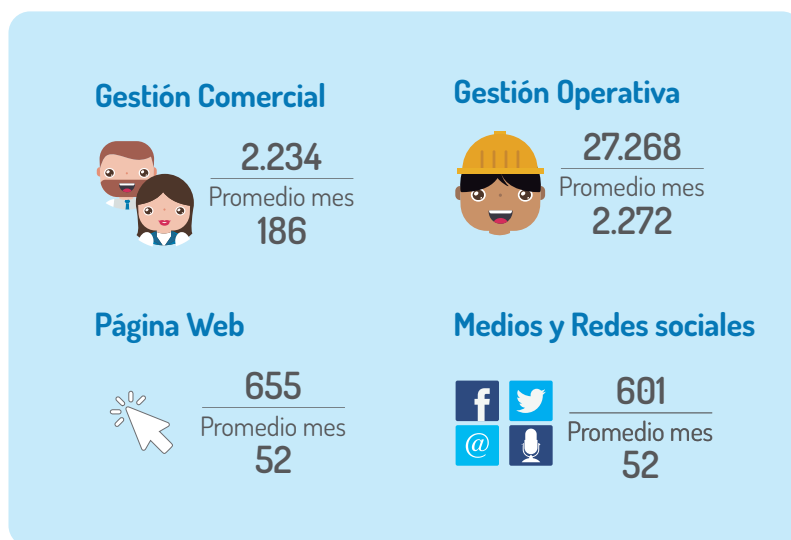 Gestión Comercial
2.234
Promedio mes
186
Gestión Operativa
27.268
Promedio mes
2.272
Página Web
655
Promedio mes
52
Medios y Redes sociales
601
Promedio mes
52